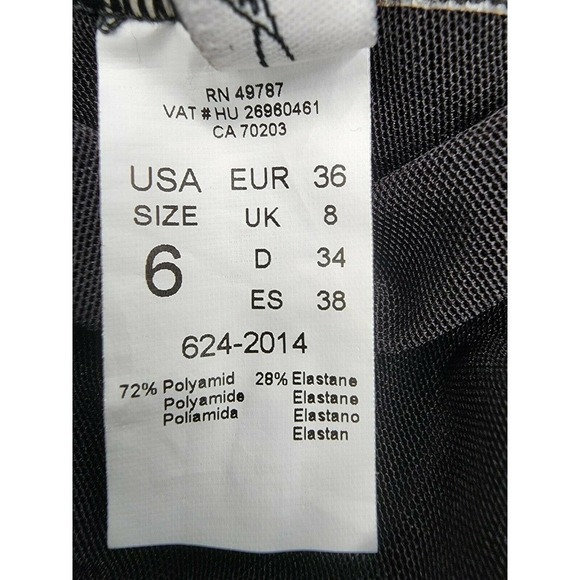 RN 49787
VAT # HU 26960461
CA 70203
USA EUR 36
SIZE UK 8
6 D 34
ES 38
624-2014
72% Polyamid 28% Elastane
Polyamide Elastane
Poliamida Elastano
Elastan